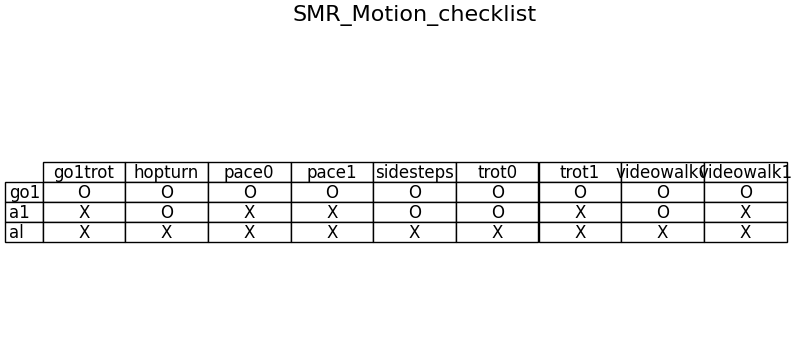 SMR_Motion_checklist
go1trot hopturn pace0 pace1 sidesteps trot0 trot1 videowalk0 videowalk1
go1 O O O O O O O O O
a1 X O X X O O X O X
al X X X X X X X X X